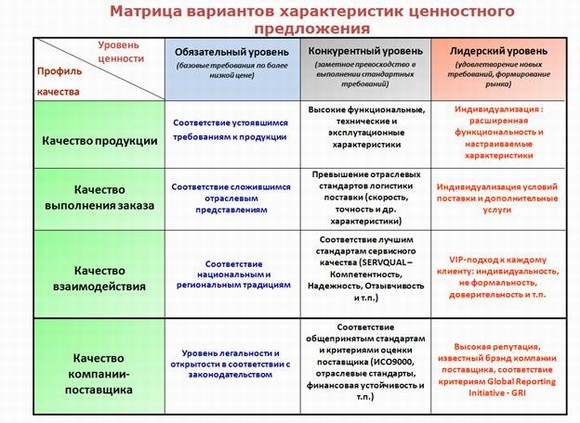 Матрица вариантов характеристик ценностного
предложения
Уровень
ценности
Профиль
качества
Обязательный уровень
(базовые требования по более
низкой цене)
Конкурентный уровень
(заметное превосходство в
выполнении стандартных
требований)
Лидерский уровень
(удовлетворение новых
требований, формирование
рынка)
Качество продукции
Соответствие устоявшимся
требованиям к продукции
Высокие функциональные,
технические и
эксплутационные
характеристики
Индивидуализация :
расширенная
функциональность и
настраиваемые
характеристики
Качество
выполнения заказа
Соответствие сложившимся
отраслевым
представлениям
Превышение отраслевых
стандартов логистики
поставки (скорость,
точность и др.
характеристики)
Индивидуализация условий
поставки и дополнительные
услуги
Качество
взаимодействия
Соответствие
национальным и
региональным традициям
Соответствие лучшим
стандартам сервисного
качества (SERVQUAL –
Компетентность,
Надежность, Отзывчивость
и т.п.)
VIP-подход к каждому
клиенту: индивидуальность,
не формальность,
доверительность и т.п.
Качество
компании-
поставщика
Уровень легальности и
открытости в соответствии с
законодательством
Соответствие
общепринятым стандартам
и критериями оценки
поставщика (ИСО9000,
отраслевые стандарты,
финансовая устойчивость и
т.п.)
Высокая репутация,
известный брэнд компании
поставщика, соответствие
критериям Global Reporting
Initiative - GRI